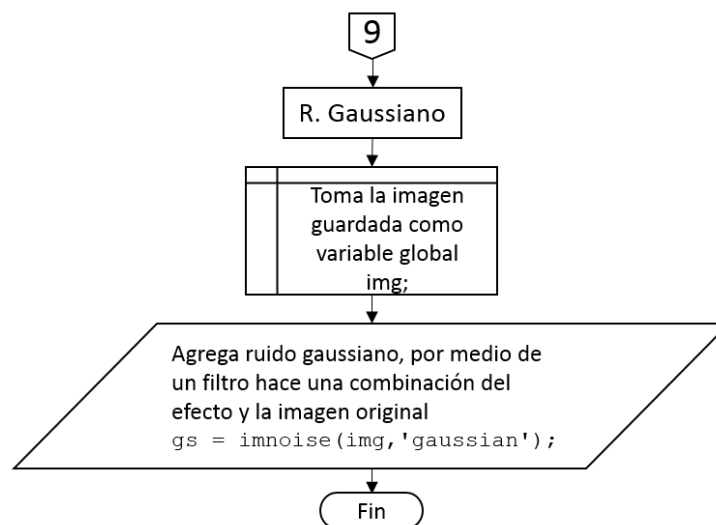 9
R. Gaussiano
Toma la imagen
guardada como
variable global
img;
Agrega ruido gaussiano, por medio de
un filtro hace una combinación del
efecto y la imagen original
gs = imnoise(img,'gaussian');
Fin